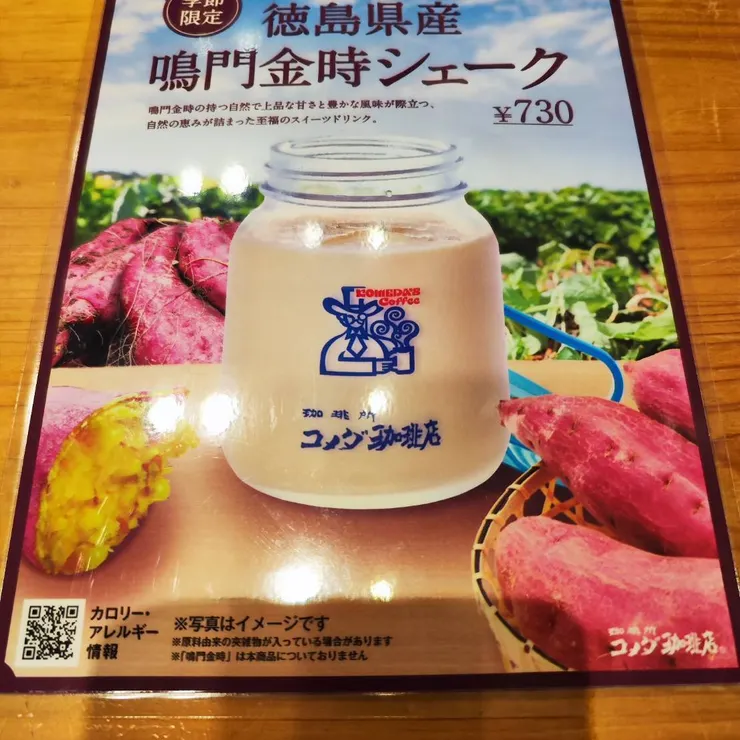 季節
限定
徳島県産
鳴門金時シェーク
鳴門金時の持つ自然で上品な甘さと豊かな風味が際立つ、
自然の恵みが詰まった至福のスイーツドリンク。
¥730
KOMEDA'S
Coffee
珈琲所
コメダ珈琲店
カロリー・
アレルギー
情報
※写真はイメージです
※原料由来の夾雑物が入っている場合があります
※「鳴門金時」は本商品についておりません
珈琲所
コメダ珈琲店